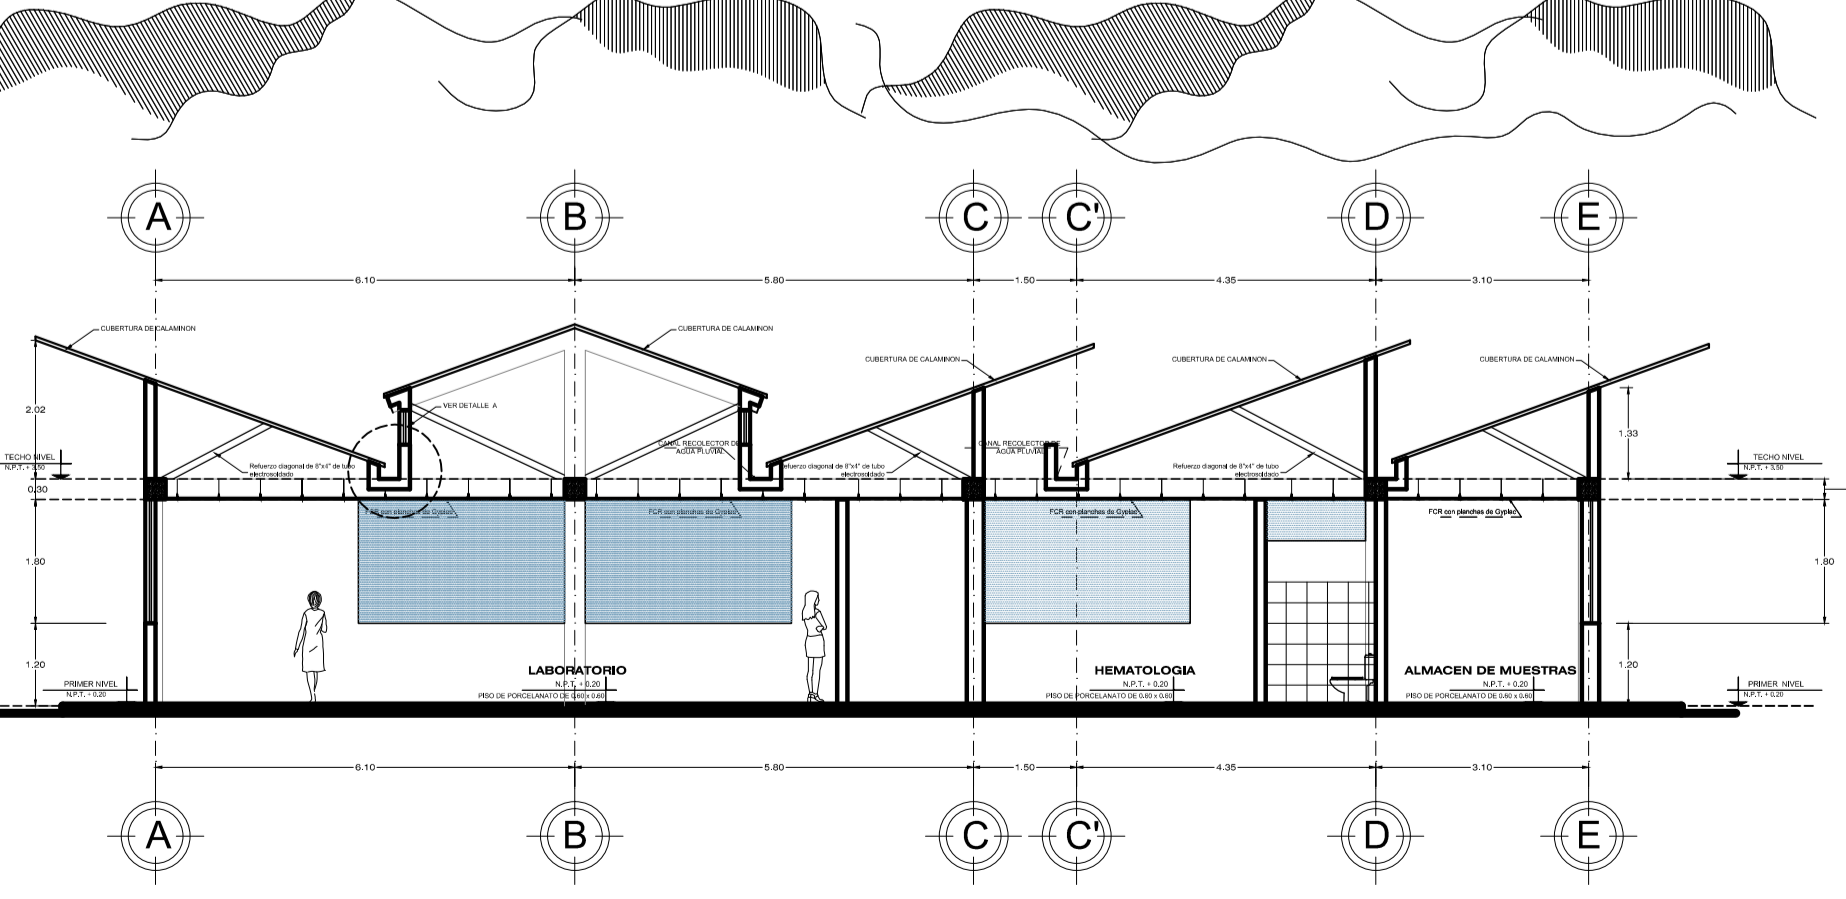 A B C C' D E
6.10 5.80 1.50 4.35 3.10
CUBERTURA DE CALAMINON
CUBERTURA DE CALAMINON
CUBERTURA DE CALAMINON
CUBERTURA DE CALAMINON
CUBERTURA DE CALAMINON
2.02
VER DETALLE A
1.33
CANAL RECOLECTOR DE
AGUA PLUVIAL
CANAL RECOLECTOR DE
AGUA PLUVIAL
TECHO NIVEL
N.P.T. + 3.50
Refuerzo diagonal de 8"x4" de tubo
electrosoldado
efuerzo diagonal de 8"x4" de tubo
electrosoldado
Refuerzo diagonal de 8"x4" de tubo
electrosoldado
TECHO NIVEL
N.P.T. + 3.50
0.30
FCR con planchas de Gyplac
FCR con planchas de Gyplac
FCR con planchas de Gyplac
FCR con planchas de Gyplac
1.80
1.80
1.20
1.20
LABORATORIO
N.P.T. + 0.20
PISO DE PORCELANATO DE 0.60 x 0.60
HEMATOLOGIA
N.P.T. + 0.20
PISO DE PORCELANATO DE 0.60 x 0.60
ALMACEN DE MUESTRAS
N.P.T. + 0.20
PISO DE PORCELANATO DE 0.60 x 0.60
PRIMER NIVEL
N.P.T. + 0.20
PRIMER NIVEL
N.P.T. + 0.20
6.10 5.80 1.50 4.35 3.10
A B C C' D E